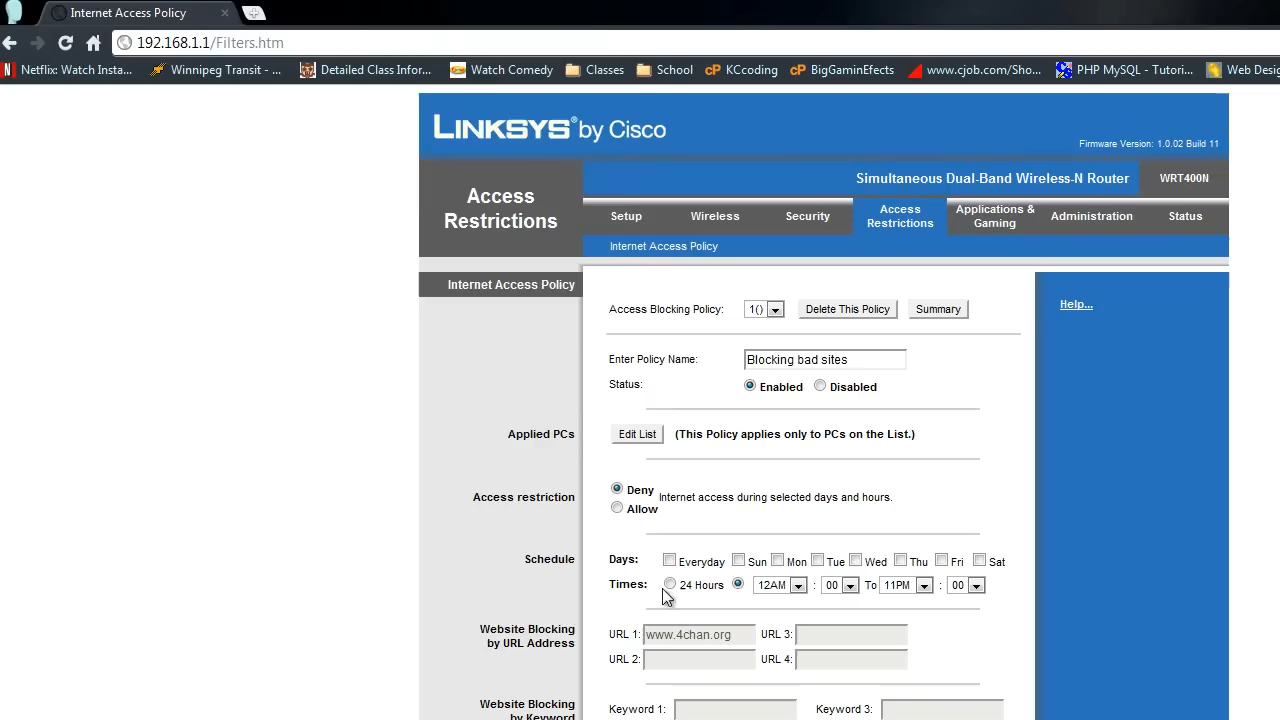 Internet Access Policy
192.168.1.1/Filters.htm
Netflix: Watch Insta... Winnipeg Transit - ... Detailed Class Infor... Watch Comedy Classes School KCcoding BigGaminEfects www.cjob.com/Sho... PHP MySQL - Tutori... Web Desig
LINKSYS® by Cisco
Firmware Version: 1.0.02 Build 11
Simultaneous Dual-Band Wireless-N Router WRT400N
Access
Restrictions
Setup Wireless Security Access Restrictions Applications & Gaming Administration Status
Internet Access Policy
Internet Access Policy
Help...
Access Blocking Policy: 1() Delete This Policy Summary
Enter Policy Name: Blocking bad sites
Status: Enabled Disabled
Applied PCs Edit List (This Policy applies only to PCs on the List.)
Access restriction Deny Internet access during selected days and hours.
Allow
Schedule Days: Everyday Sun Mon Tue Wed Thu Fri Sat
Times: 24 Hours 12AM : 00 To 11PM : 00
Website Blocking
by URL Address
URL 1: www.4chan.org URL 3:
URL 2: URL 4:
Website Blocking
by Keyword
Keyword 1: Keyword 3: